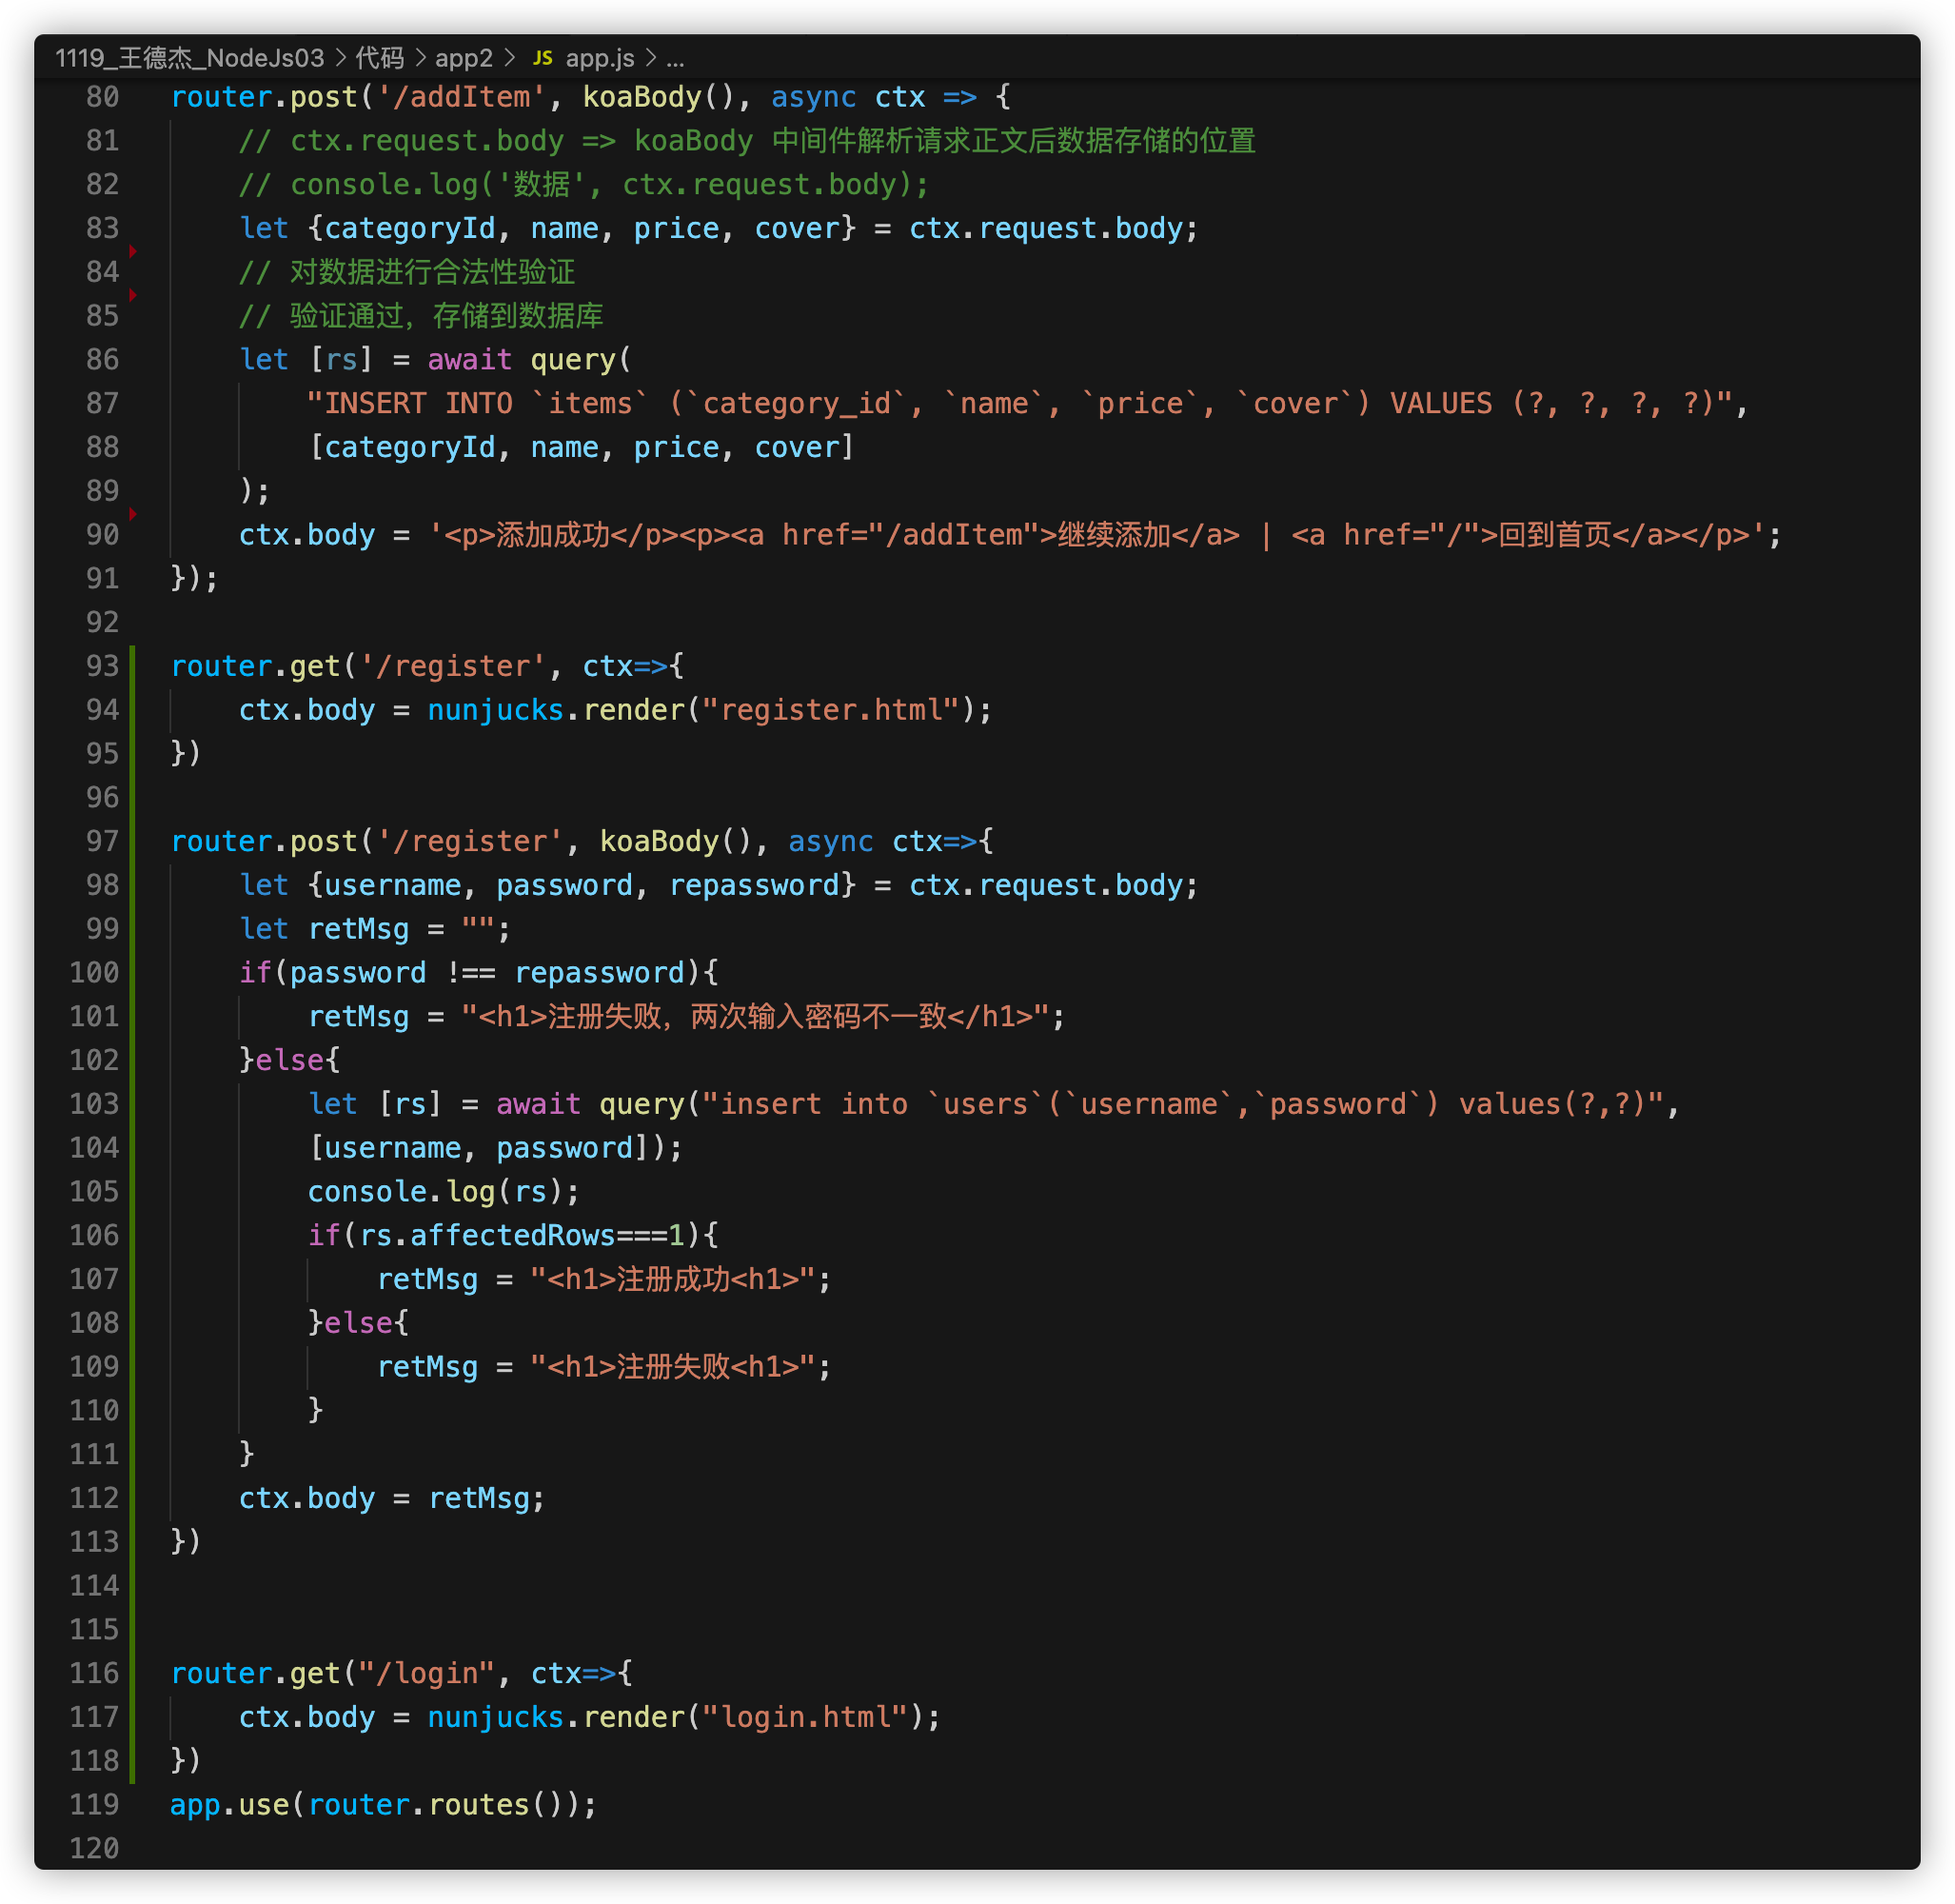 1119_王德杰_NodeJs03 > 代码 > app2 > JS app.js > ...
80 router.post('/addItem', koaBody(), async ctx => {
81     // ctx.request.body => koaBody 中间件解析请求正文后数据存储的位置
82     // console.log('数据', ctx.request.body);
83     let {categoryId, name, price, cover} = ctx.request.body;
84     // 对数据进行合法性验证
85     // 验证通过，存储到数据库
86     let [rs] = await query(
87         "INSERT INTO `items` (`category_id`, `name`, `price`, `cover`) VALUES (?, ?, ?, ?)",
88         [categoryId, name, price, cover]
89     );
90     ctx.body = '<p>添加成功</p><p><a href="/addItem">继续添加</a> | <a href="/">回到首页</a></p>';
91 });
92
93 router.get('/register', ctx=>{
94     ctx.body = nunjucks.render("register.html");
95 })
96
97 router.post('/register', koaBody(), async ctx=>{
98     let {username, password, repassword} = ctx.request.body;
99     let retMsg = "";
100     if(password !== repassword){
101         retMsg = "<h1>注册失败，两次输入密码不一致</h1>";
102     }else{
103         let [rs] = await query("insert into `users`(`username`,`password`) values(?,?)",
104         [username, password]);
105         console.log(rs);
106         if(rs.affectedRows===1){
107             retMsg = "<h1>注册成功<h1>";
108         }else{
109             retMsg = "<h1>注册失败<h1>";
110         }
111     }
112     ctx.body = retMsg;
113 })
114
115
116 router.get("/login", ctx=>{
117     ctx.body = nunjucks.render("login.html");
118 })
119 app.use(router.routes());
120